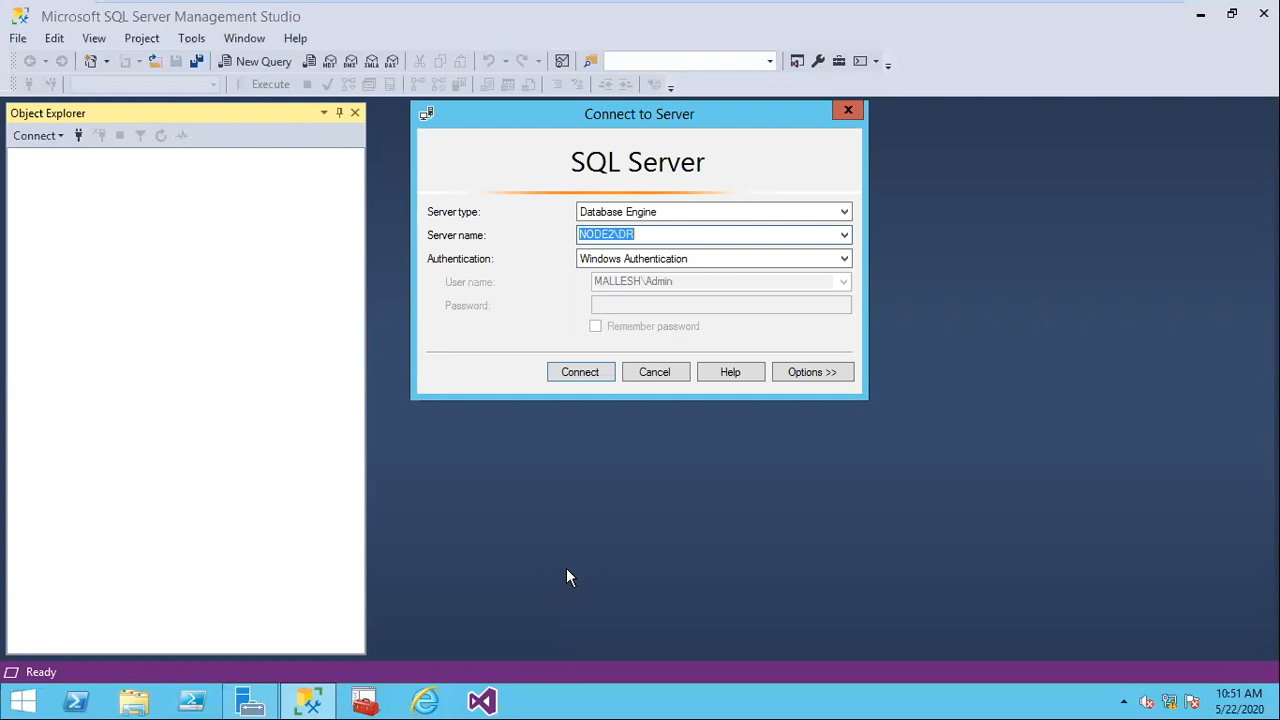 Microsoft SQL Server Management Studio
File Edit View Project Tools Window Help
New Query
Execute
Object Explorer
Connect
Connect to Server
SQL Server
Server type: Database Engine
Server name: NODE2\DR
Authentication: Windows Authentication
User name: MALLESH\Admin
Password:
Remember password
Connect Cancel Help Options >>
Ready
10:51 AM
5/22/2020